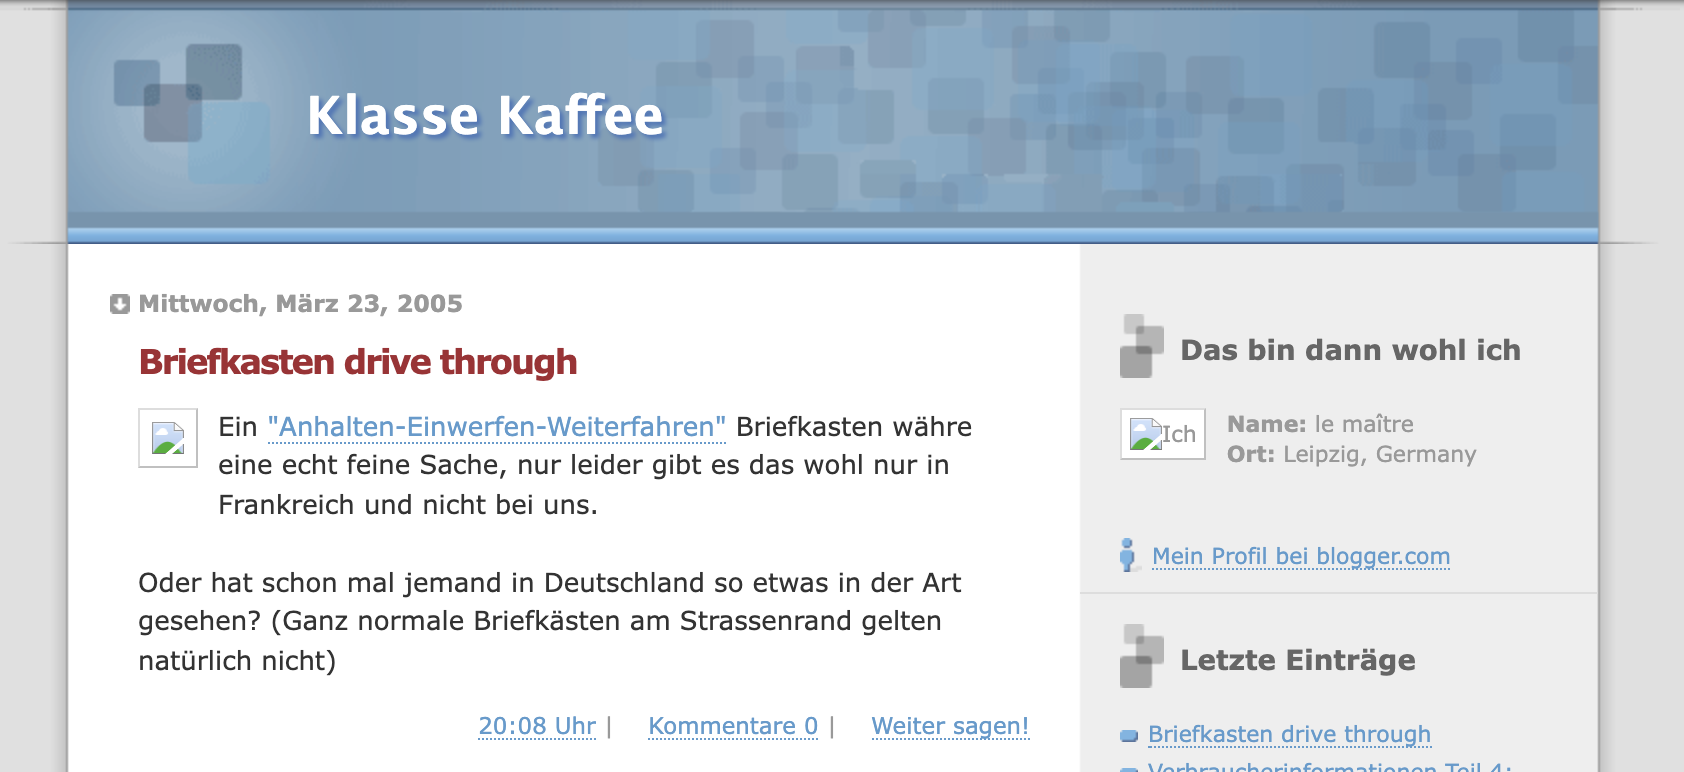 Klasse Kaffee
Mittwoch, März 23, 2005
Briefkasten drive through
Ein "Anhalten-Einwerfen-Weiterfahren" Briefkasten währe
eine echt feine Sache, nur leider gibt es das wohl nur in
Frankreich und nicht bei uns.
Oder hat schon mal jemand in Deutschland so etwas in der Art
gesehen? (Ganz normale Briefkästen am Strassenrand gelten
natürlich nicht)
20:08 Uhr | Kommentare 0 | Weiter sagen!
Das bin dann wohl ich
Ich
Name: le maître
Ort: Leipzig, Germany
Mein Profil bei blogger.com
Letzte Einträge
Briefkasten drive through
Verbraucherinformationen Teil 4: